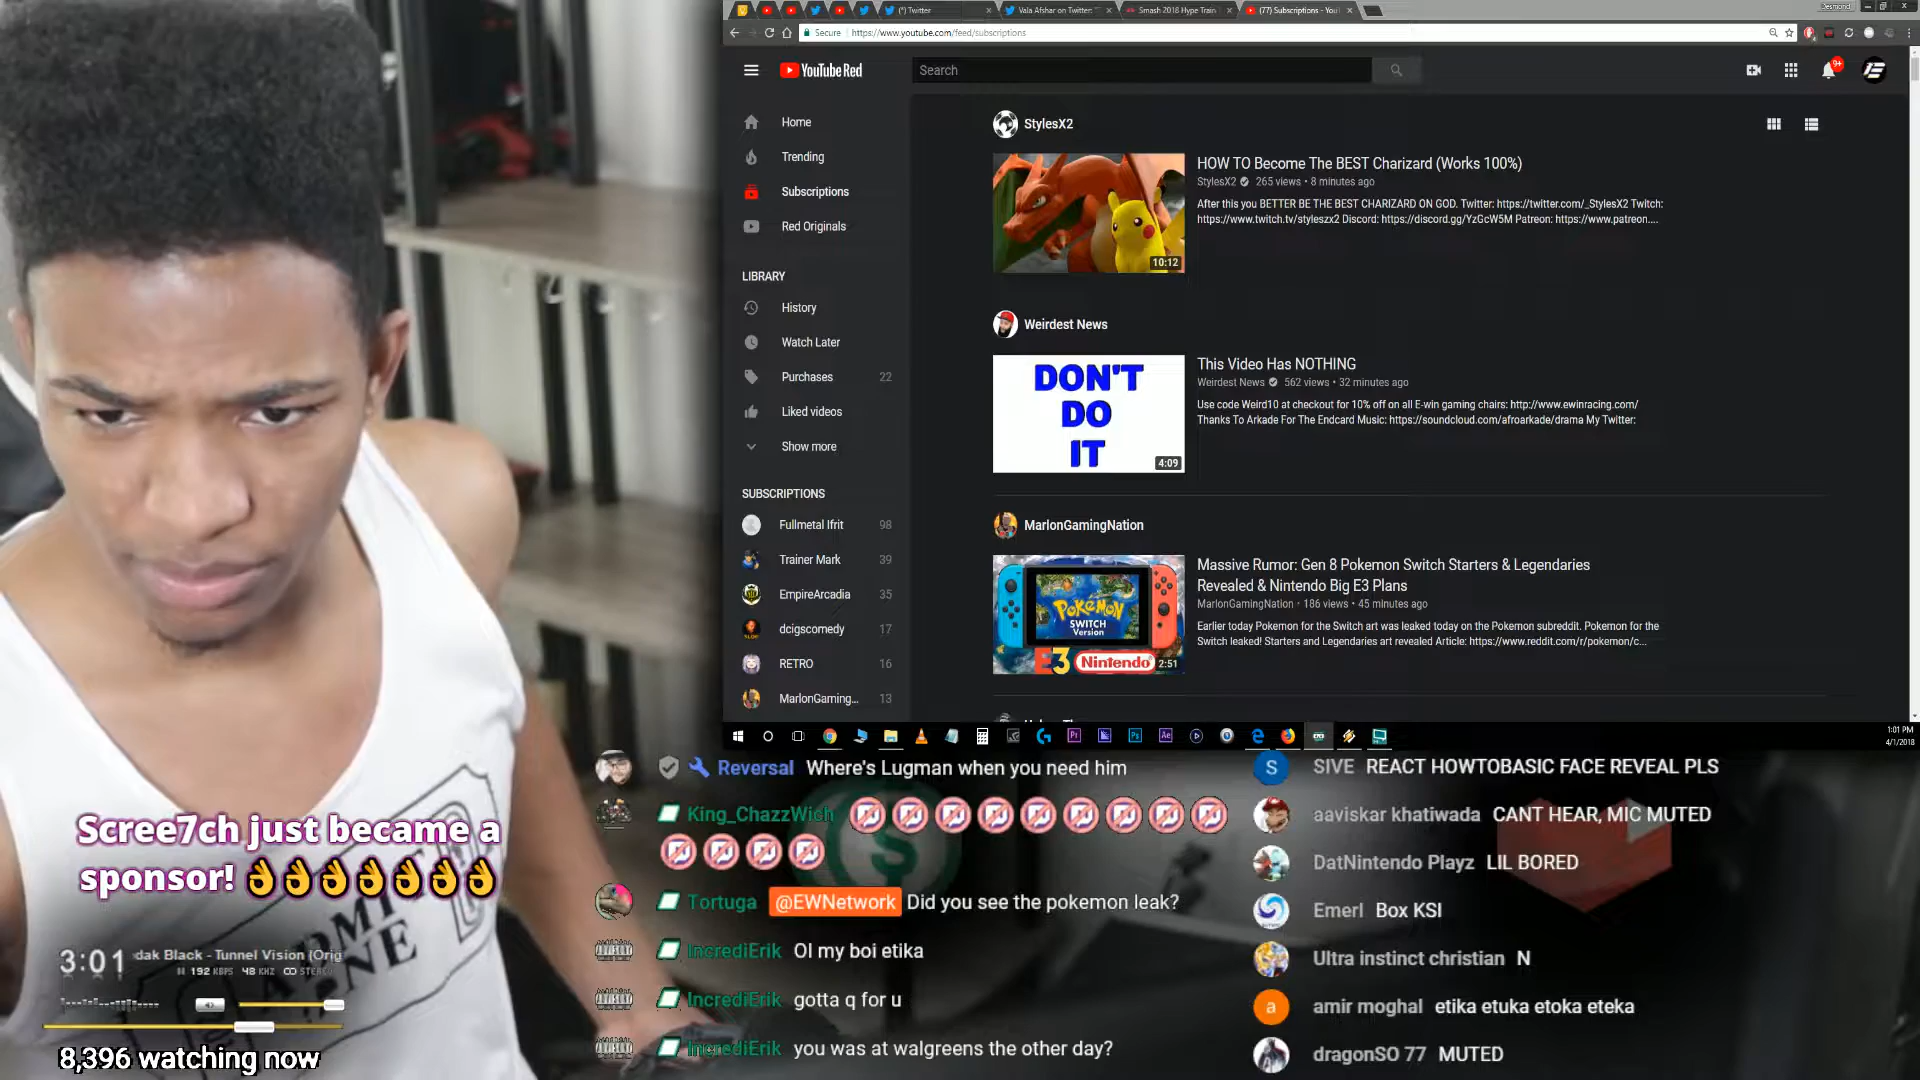 (*) Twitter
Vala Afshar on Twitter: "
Smash 2018 Hype Train
(77) Subscriptions - You
Desmond
Secure https://www.youtube.com/feed/subscriptions
YouTube Red
Search
9+
Home
Trending
Subscriptions
Red Originals
LIBRARY
History
Watch Later
Purchases 22
Liked videos
Show more
SUBSCRIPTIONS
Fullmetal Ifrit 98
Trainer Mark 39
EmpireArcadia 35
dcigscomedy 17
RETRO 16
MarlonGaming... 13
StylesX2
HOW TO Become The BEST Charizard (Works 100%)
StylesX2 265 views • 8 minutes ago
After this you BETTER BE THE BEST CHARIZARD ON GOD. Twitter: https://twitter.com/_StylesX2 Twitch:
https://www.twitch.tv/styleszx2 Discord: https://discord.gg/YzGcW5M Patreon: https://www.patreon....
10:12
Weirdest News
DON'T
DO
IT
4:09
This Video Has NOTHING
Weirdest News 562 views • 32 minutes ago
Use code Weird10 at checkout for 10% off on all E-win gaming chairs: http://www.ewinracing.com/
Thanks To Arkade For The Endcard Music: https://soundcloud.com/afroarkade/drama My Twitter:
MarlonGamingNation
POKéMON
SWITCH
Version
E3 Nintendo
2:51
Massive Rumor: Gen 8 Pokemon Switch Starters & Legendaries
Revealed & Nintendo Big E3 Plans
MarlonGamingNation • 186 views • 45 minutes ago
Earlier today Pokemon for the Switch art was leaked today on the Pokemon subreddit. Pokemon for the
Switch leaked! Starters and Legendaries art revealed Article: https://www.reddit.com/r/pokemon/c...
1:01 PM
4/1/2018
Reversal Where's Lugman when you need him
King_ChazzWich
Tortuga @EWNetwork Did you see the pokemon leak?
IncrediErik OI my boi etika
IncrediErik gotta q for u
IncrediErik you was at walgreens the other day?
S SIVE REACT HOWTOBASIC FACE REVEAL PLS
aaviskar khatiwada CANT HEAR, MIC MUTED
DatNintendo Playz LIL BORED
Emerl Box KSI
Ultra instinct christian N
a amir moghal etika etuka etoka eteka
dragonSO 77 MUTED
Scree7ch just became a
sponsor! 👌👌👌👌👌👌
3:01 dak Black - Tunnel Vision [Orig
192 KBPS 48 KHZ STEREO
8,396 watching now